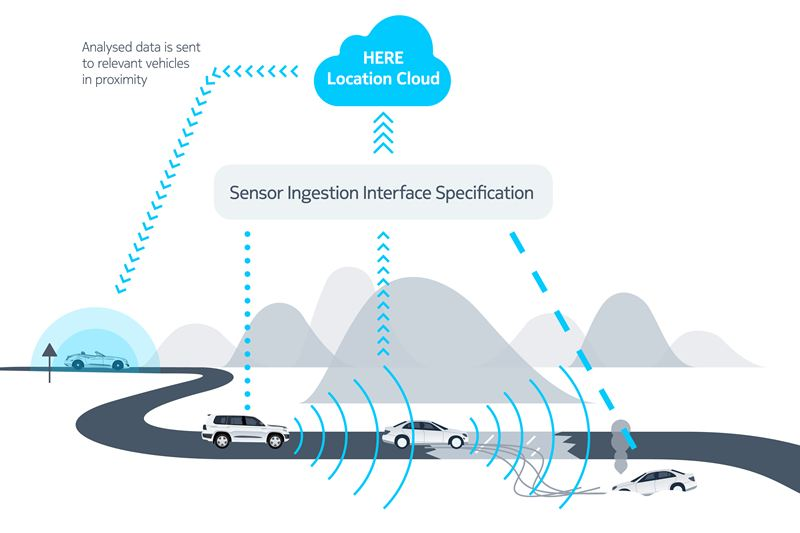 Analysed data is sent
to relevant vehicles
in proximity
HERE
Location Cloud
Sensor Ingestion Interface Specification